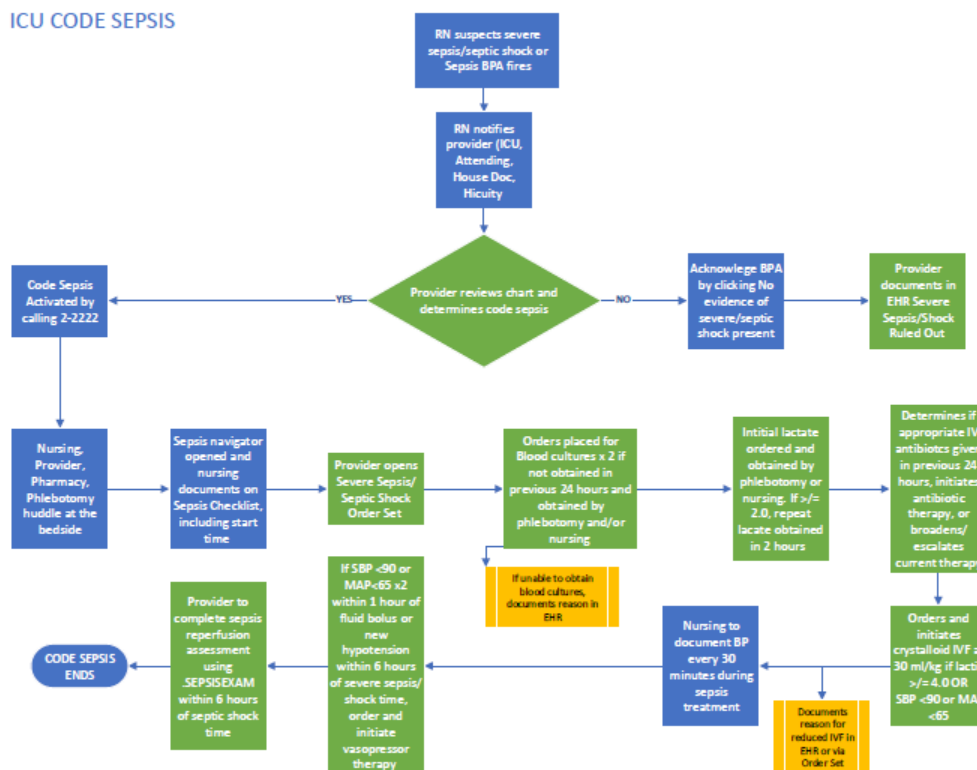 ICU CODE SEPSIS
RN suspects severe
sepsis/septic shock or
Sepsis BPA fires
RN notifies
provider (ICU,
Attending,
House Doc,
Hicuity
Provider reviews chart and
determines code sepsis
YES
NO
Code Sepsis
Activated by
calling 2-2222
Acknowlege BPA
by clicking No
evidence of
severe/septic
shock present
Provider
documents in
EHR Severe
Sepsis/Shock
Ruled Out
Nursing,
Provider,
Pharmacy,
Phlebotomy
huddle at the
bedside
Sepsis navigator
opened and
nursing
documents on
Sepsis Checklist,
including start
time
Provider opens
Severe Sepsis/
Septic Shock
Order Set
Orders placed for
Blood cultures x 2 if
not obtained in
previous 24 hours and
obtained by
phlebotomy and/or
nursing
Intitial lactate
ordered and
obtained by
phlebotomy or
nursing. If >/=
2.0, repeat
lacate obtained
in 2 hours
Determines if
appropriate IV
antibiotcs given
in previous 24
hours, initiates
antibiotic
therapy, or
broadens/
escalates
current therapy
If unable to obtain
blood cultures,
documents reason in
EHR
Orders and
initiates
crystalloid IVF a
30 ml/kg if lacti
>/= 4.0 OR
SBP <90 or MA
<65
Documents
reason for
reduced IVF in
EHR or via
Order Set
Nursing to
document BP
every 30
minutes during
sepsis
treatment
If SBP <90 or
MAP<65 x2
within 1 hour of
fluid bolus or
new
hypotension
within 6 hours
of severe sepsis/
shock time,
order and
initiate
vasopressor
therapy
Provider to
complete sepsis
reperfusion
assessment
using
.SEPSISEXAM
within 6 hours
of septic shock
time
CODE SEPSIS
ENDS